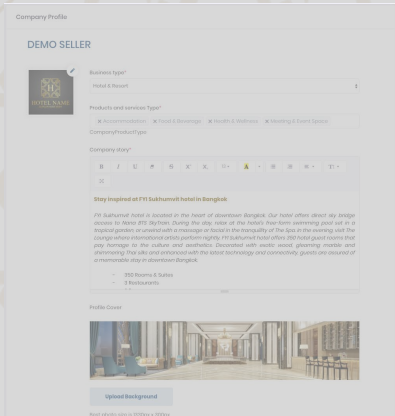 Company Profile
DEMO SELLER
HOTEL NAME
Business type*
Hotel & Resort
Products and services Type*
× Accommodation × Food & Beverage × Health & Wellness × Meeting & Event Space
CompanyProductType
Company story*
B I U S X² X₂ A
Stay Inspired at FYI Sukhumvit hotel in Bangkok
FYI Sukhumvit hotel is located in the heart of downtown Bangkok. Our hotel offers direct sky bridge
access to Nana BTS SkyTrain. During the day, relax at the hotel's free-form swimming pool set in a
tropical garden, or unwind with a massage or facial in the tranquility of The Spa. In the evening, visit The
Lounge where international artists perform nightly. FYI Sukhumvit hotel offers 350 hotel guest rooms that
pay homage to the culture and aesthetics. Decorated with exotic wood, gleaming marble and
shimmering Thai silks and enhanced with the latest technology and connectivity, guests are assured of
a memorable stay in downtown Bangkok.
- 350 Rooms & Suites
- 3 Restaurants
Profile Cover
Upload Background
Best photo size is